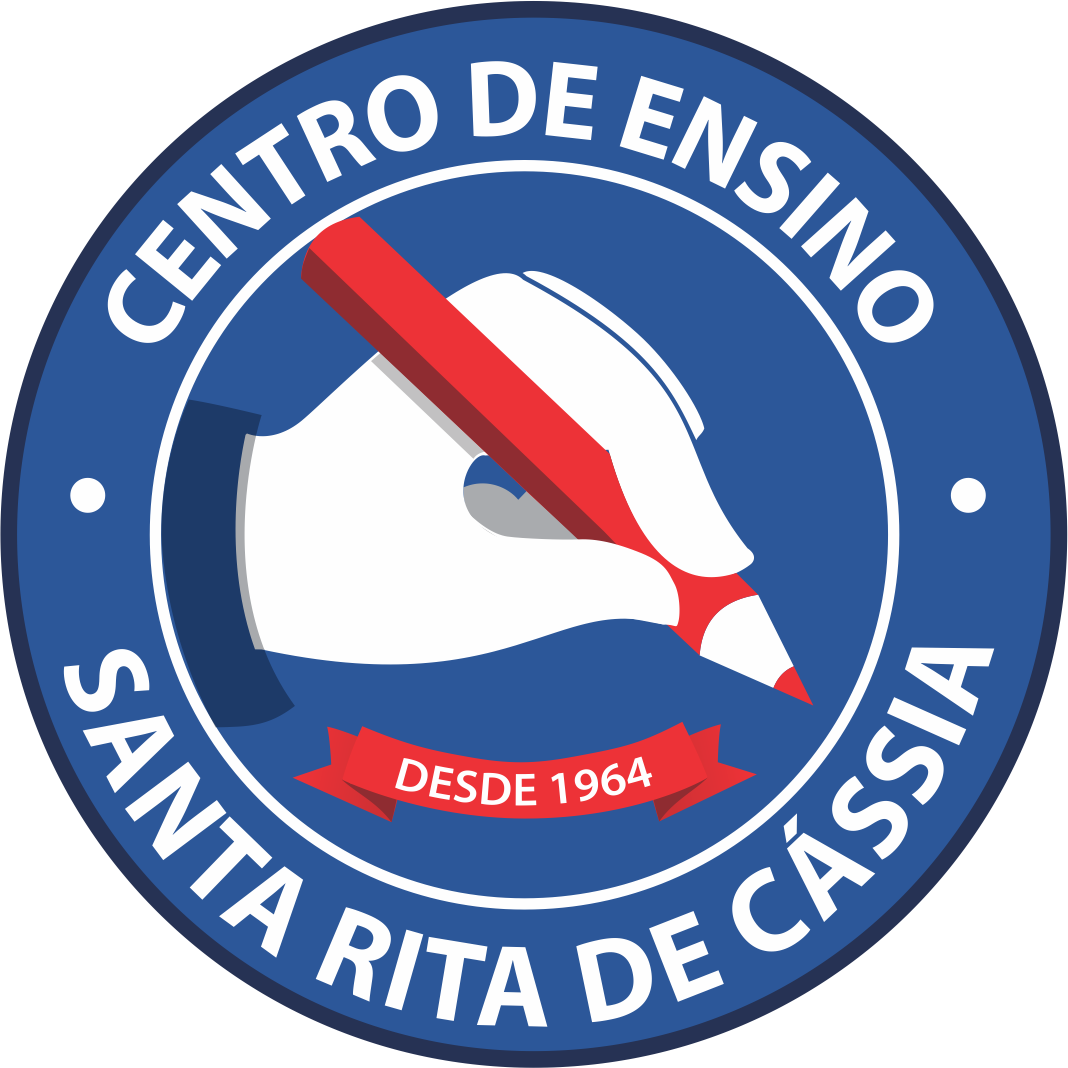 CENTRO DE ENSINO
DESDE 1964
SANTA RITA DE CÁSSIA